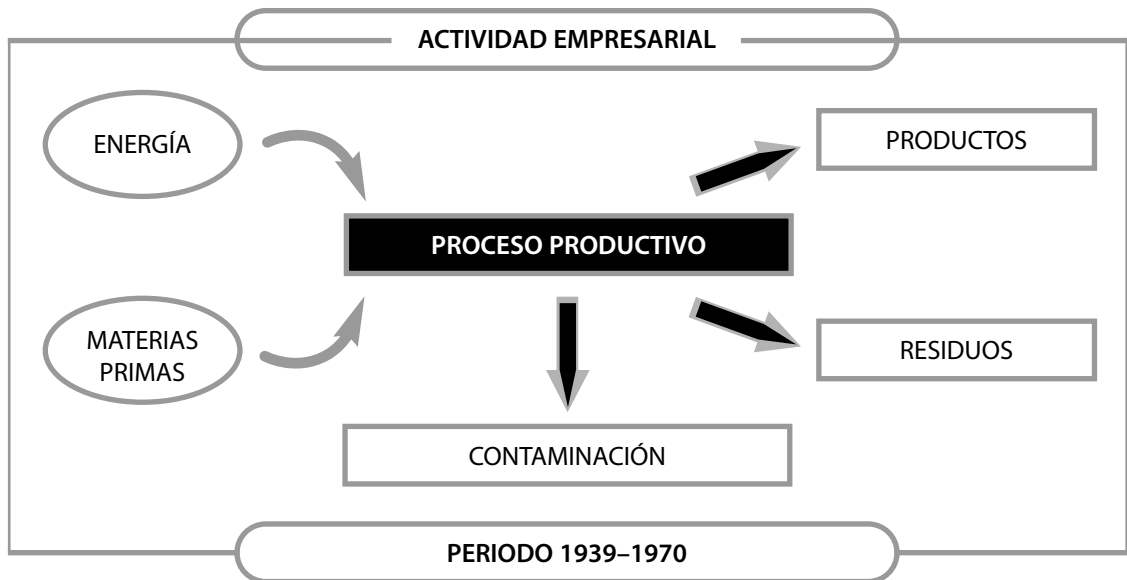 ACTIVIDAD EMPRESARIAL
ENERGÍA
PRODUCTOS
PROCESO PRODUCTIVO
MATERIAS
PRIMAS
RESIDUOS
CONTAMINACIÓN
PERIODO 1939–1970